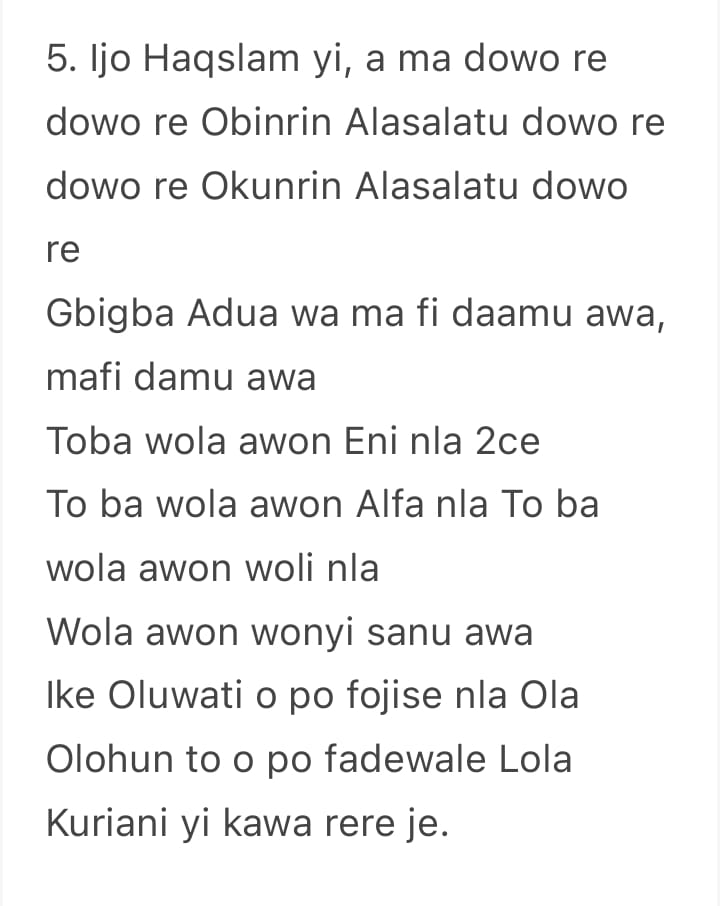 5. Ijo Haqslam yi, a ma dowo re
dowo re Obinrin Alasalatu dowo re
dowo re Okunrin Alasalatu dowo
re
Gbigba Adua wa ma fi daamu awa,
mafi damu awa
Toba wola awon Eni nla 2ce
To ba wola awon Alfa nla To ba
wola awon woli nla
Wola awon wonyi sanu awa
Ike Oluwati o po fojise nla Ola
Olohun to o po fadewale Lola
Kuriani yi kawa rere je.